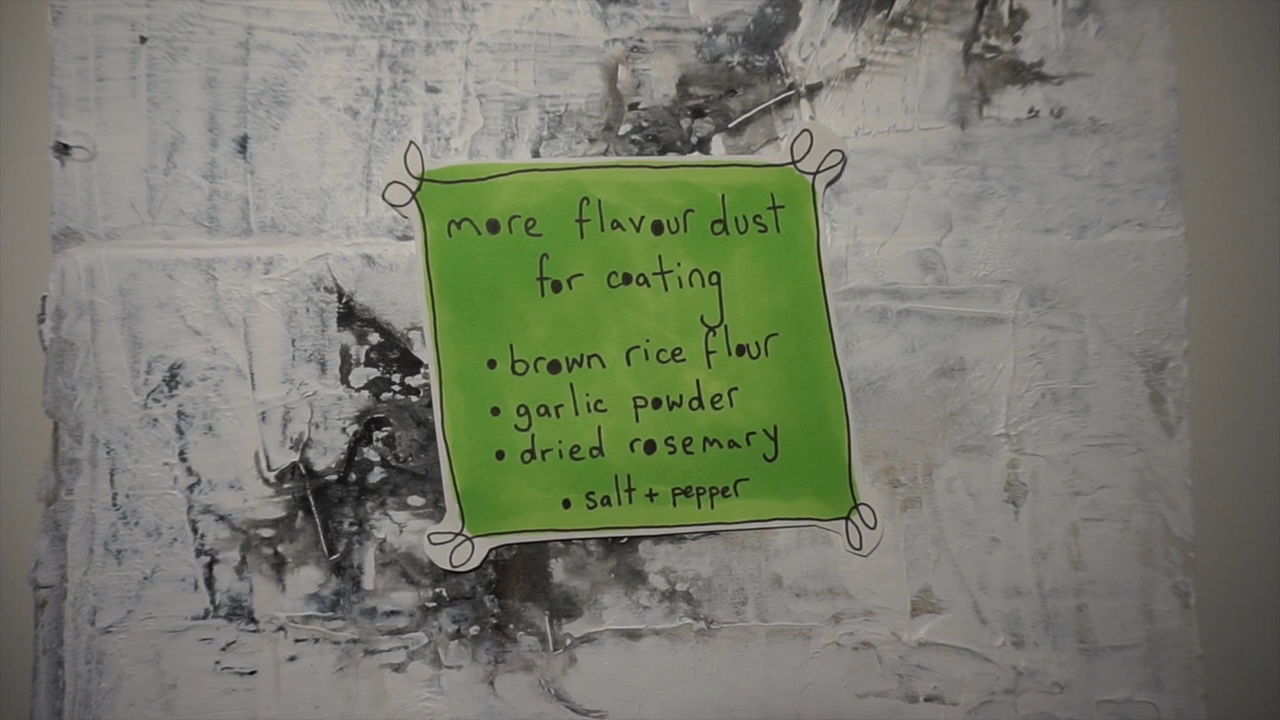 more flavour dust
for coating
• brown rice flour
• garlic powder
• dried rosemary
• salt + pepper